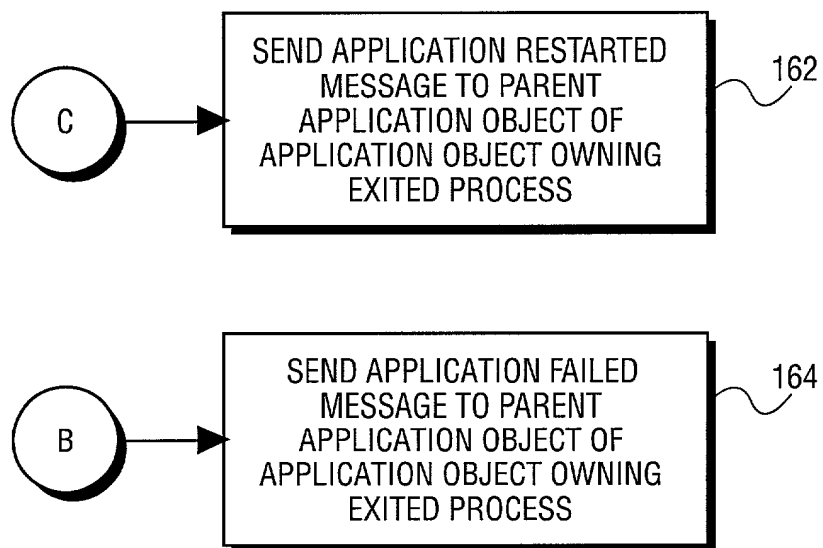 SEND APPLICATION RESTARTED
MESSAGE TO PARENT
APPLICATION OBJECT OF
APPLICATION OBJECT OWNING
EXITED PROCESS
162
C
SEND APPLICATION FAILED
MESSAGE TO PARENT
APPLICATION OBJECT OF
APPLICATION OBJECT OWNING
EXITED PROCESS
164
B